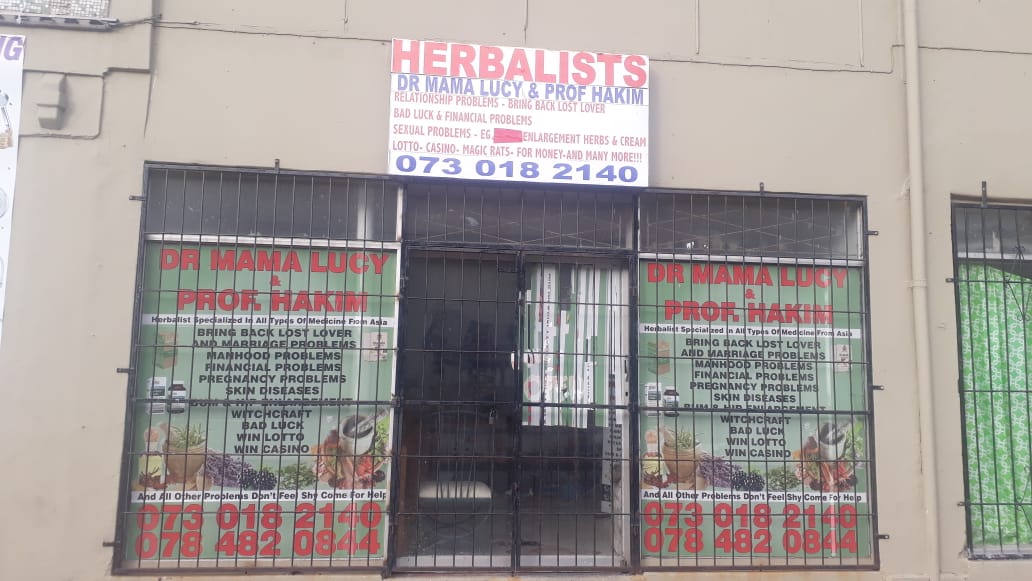 NG
HERBALISTS
DR MAMA LUCY & PROF HAKIM
RELATIONSHIP PROBLEMS - BRING BACK LOST LOVER
BAD LUCK & FINANCIAL PROBLEMS
SEXUAL PROBLEMS - EG ENLARGEMENT HERBS & CREAM
LOTTO- CASINO- MAGIC RATS- FOR MONEY-AND MANY MORE!!!
073 018 2140
DR MAMA LUCY
&
PROF. HAKIM
Herbalist Specialized In All Types Of Medicine From Asia
BRING BACK LOST LOVER
AND MARRIAGE PROBLEMS
MANHOOD PROBLEMS
FINANCIAL PROBLEMS
PREGNANCY PROBLEMS
SKIN DISEASES
BUM & HIP ENLARGEMENT
WITCHCRAFT
BAD LUCK
WIN LOTTO
WIN CASINO
And All Other Problems Don't Feel Shy Come For Help
073 018 2140
078 482 0844
DR MAMA LUCY
&
PROF. HAKIM
Herbalist Specialized In All Types Of Medicine From Asia
BRING BACK LOST LOVER
AND MARRIAGE PROBLEMS
MANHOOD PROBLEMS
FINANCIAL PROBLEMS
PREGNANCY PROBLEMS
SKIN DISEASES
BUM & HIP ENLARGEMENT
WITCHCRAFT
BAD LUCK
WIN LOTTO
WIN CASINO
And All Other Problems Don't Feel Shy Come For Help
073 018 2140
078 482 0844